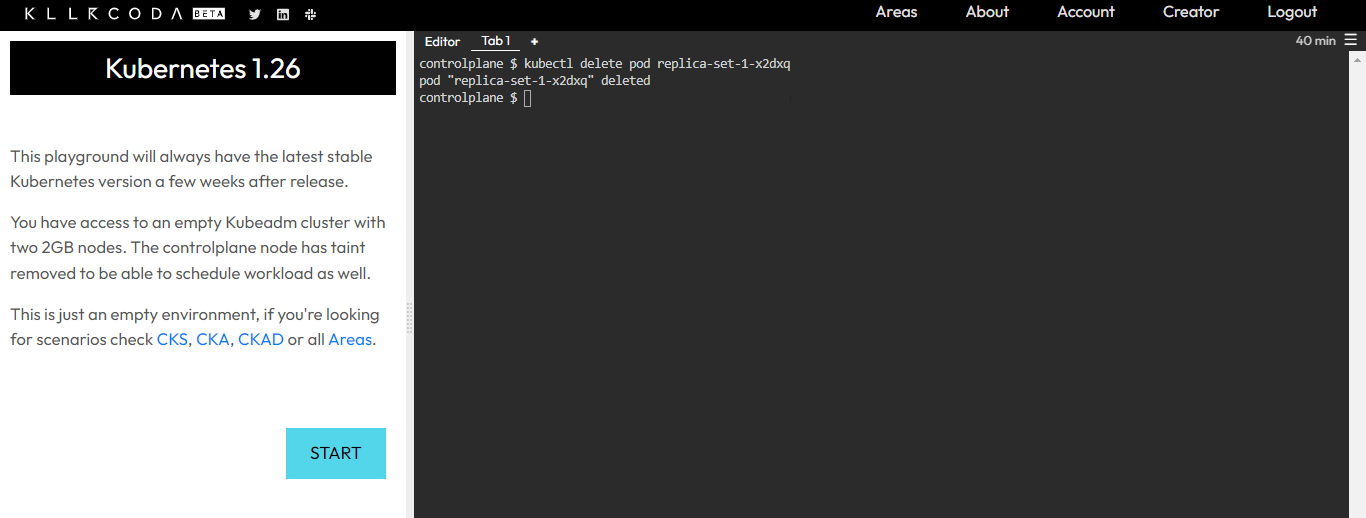 KILLERCODA BETA
Areas
About
Account
Creator
Logout
Kubernetes 1.26
This playground will always have the latest stable
Kubernetes version a few weeks after release.
You have access to an empty Kubeadm cluster with
two 2GB nodes. The controlplane node has taint
removed to be able to schedule workload as well.
This is just an empty environment, if you're looking
for scenarios check CKS, CKA, CKAD or all Areas.
START
Editor Tab 1 +
40 min
controlplane $ kubectl delete pod replica-set-1-x2dxq
pod "replica-set-1-x2dxq" deleted
controlplane $